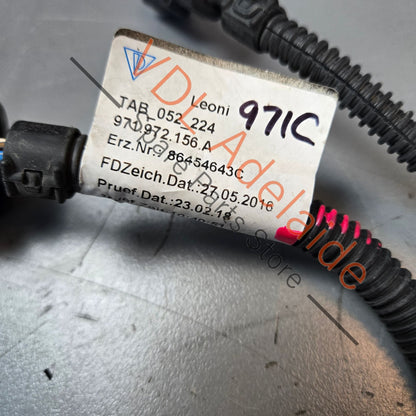 Leoni
971C
TAB 052 224
971.972.156.A
Erz.Nr.: 86454643C
FDZeich.Dat.:27.05.2016
Pruef.Dat.:23.02.18
VDL Adelaide
Spare Parts Store